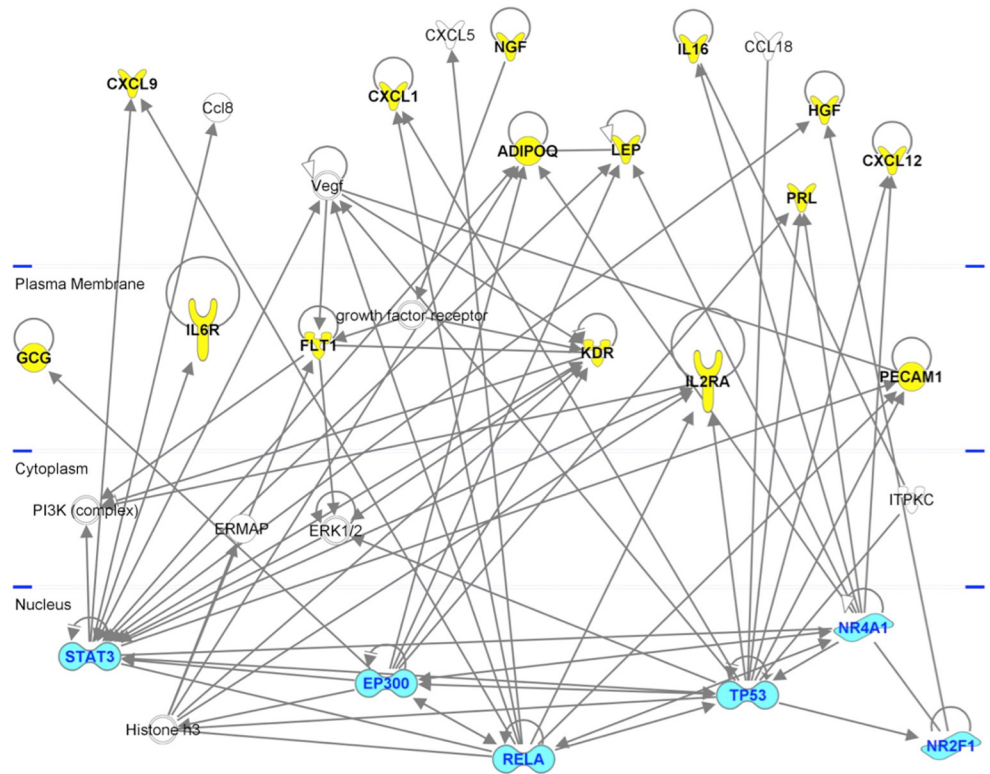 CXCL5
NGF
IL16
CCL18
CXCL9
Ccl8
CXCL1
HGF
ADIPOQ
LEP
CXCL12
Vegf
PRL
Plasma Membrane
growth factor receptor
IL6R
FLT1
KDR
GCG
IL2RA
PECAM1
Cytoplasm
PI3K (complex)
ERMAP
ERK1/2
ITPKC
Nucleus
STAT3
NR4A1
EP300
TP53
Histone h3
RELA
NR2F1